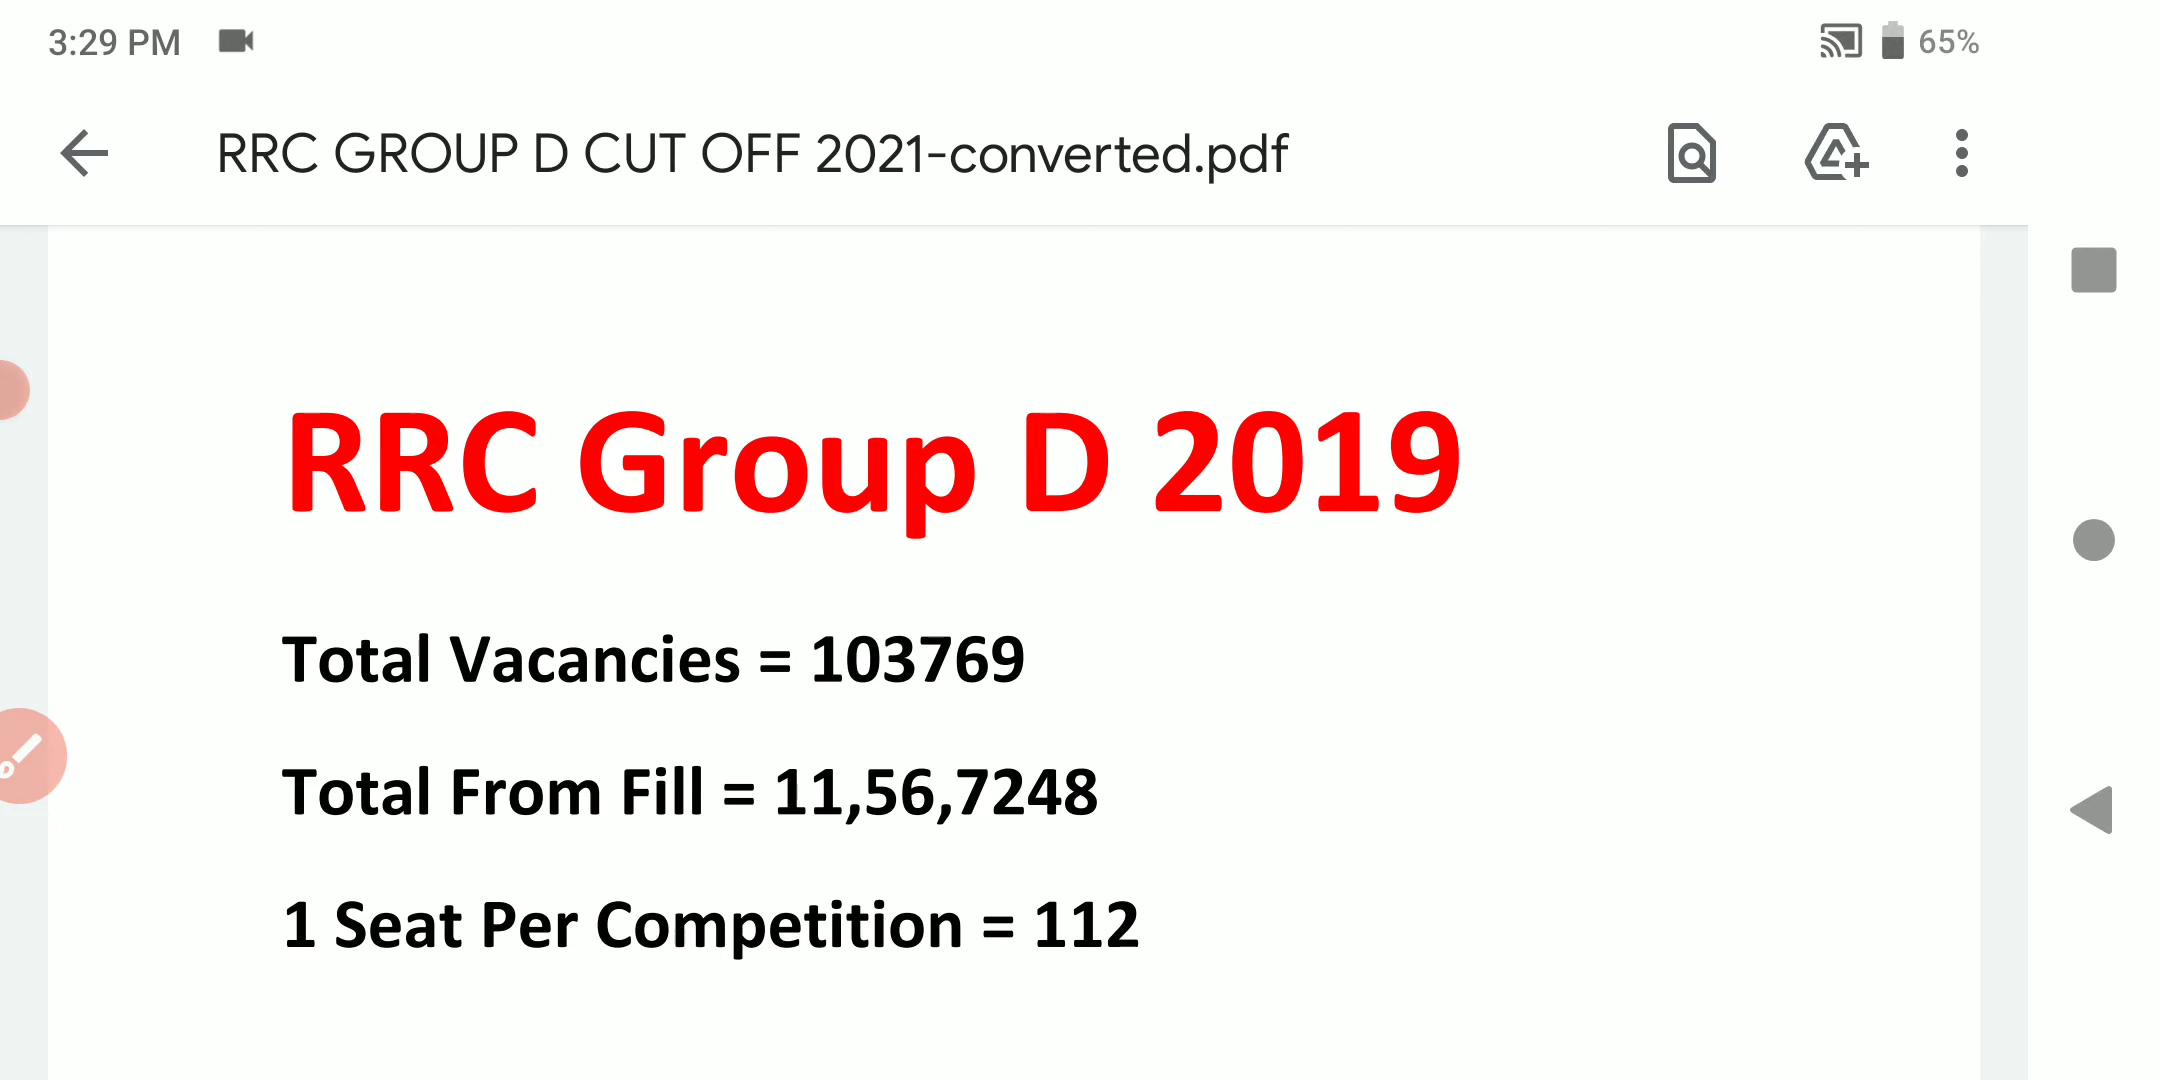 3:29 PM
65%
RRC GROUP D CUT OFF 2021-converted.pdf
RRC Group D 2019
Total Vacancies = 103769
Total From Fill = 11,56,7248
1 Seat Per Competition = 112